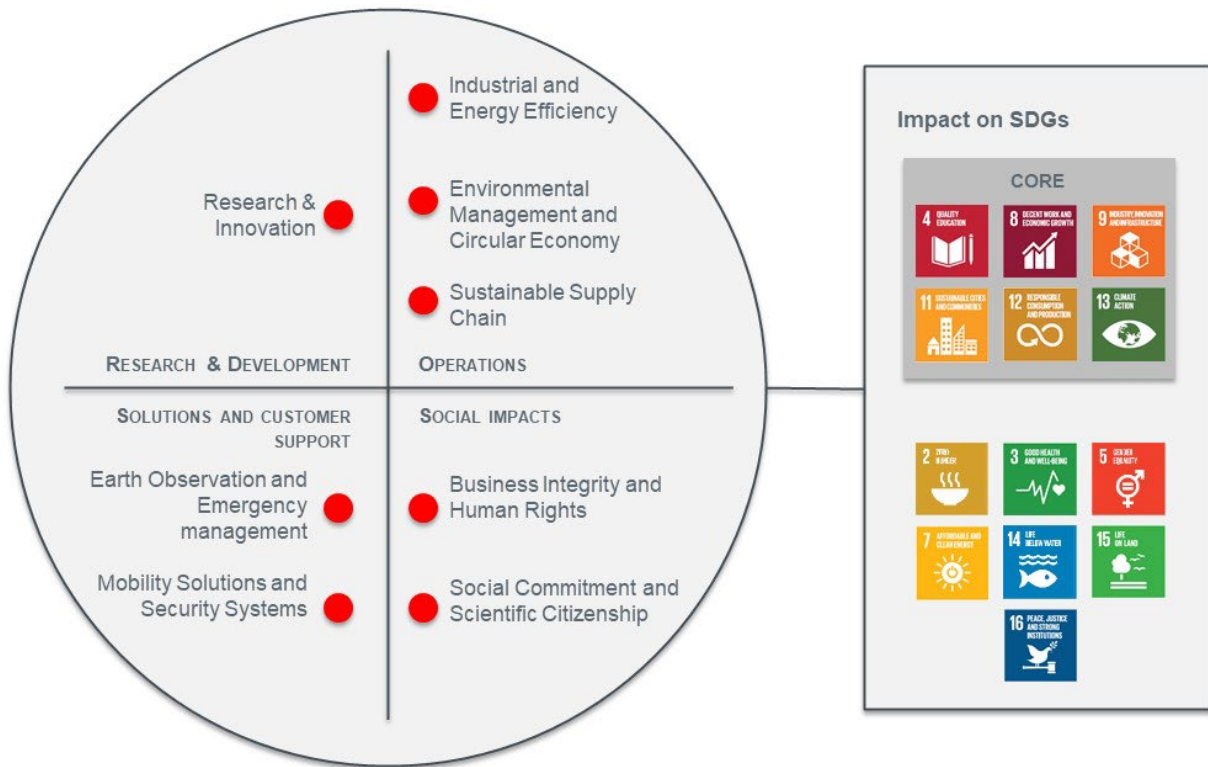 Industrial and
Energy Efficiency
Research &
Innovation
Environmental
Management and
Circular Economy
Sustainable Supply
Chain
RESEARCH & DEVELOPMENT
OPERATIONS
SOLUTIONS AND CUSTOMER
SUPPORT
SOCIAL IMPACTS
Earth Observation and
Emergency
management
Business Integrity and
Human Rights
Mobility Solutions and
Security Systems
Social Commitment and
Scientific Citizenship
Impact on SDGs
CORE
4 QUALITY
EDUCATION
8 DECENT WORK AND
ECONOMIC GROWTH
9 INDUSTRY, INNOVATION
AND INFRASTRUCTURE
11 SUSTAINABLE CITIES
AND COMMUNITIES
12 RESPONSIBLE
CONSUMPTION
AND PRODUCTION
13 CLIMATE
ACTION
2 ZERO
HUNGER
3 GOOD HEALTH
AND WELL-BEING
5 GENDER
EQUALITY
7 AFFORDABLE AND
CLEAN ENERGY
14 LIFE
BELOW WATER
15 LIFE
ON LAND
16 PEACE, JUSTICE
AND STRONG
INSTITUTIONS